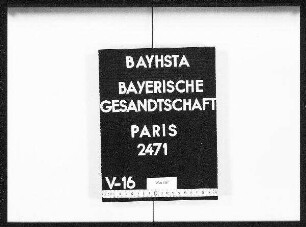 BAYHSTA
BAYERISCHE
GESANDTSCHAFT
PARIS
2471
V-16